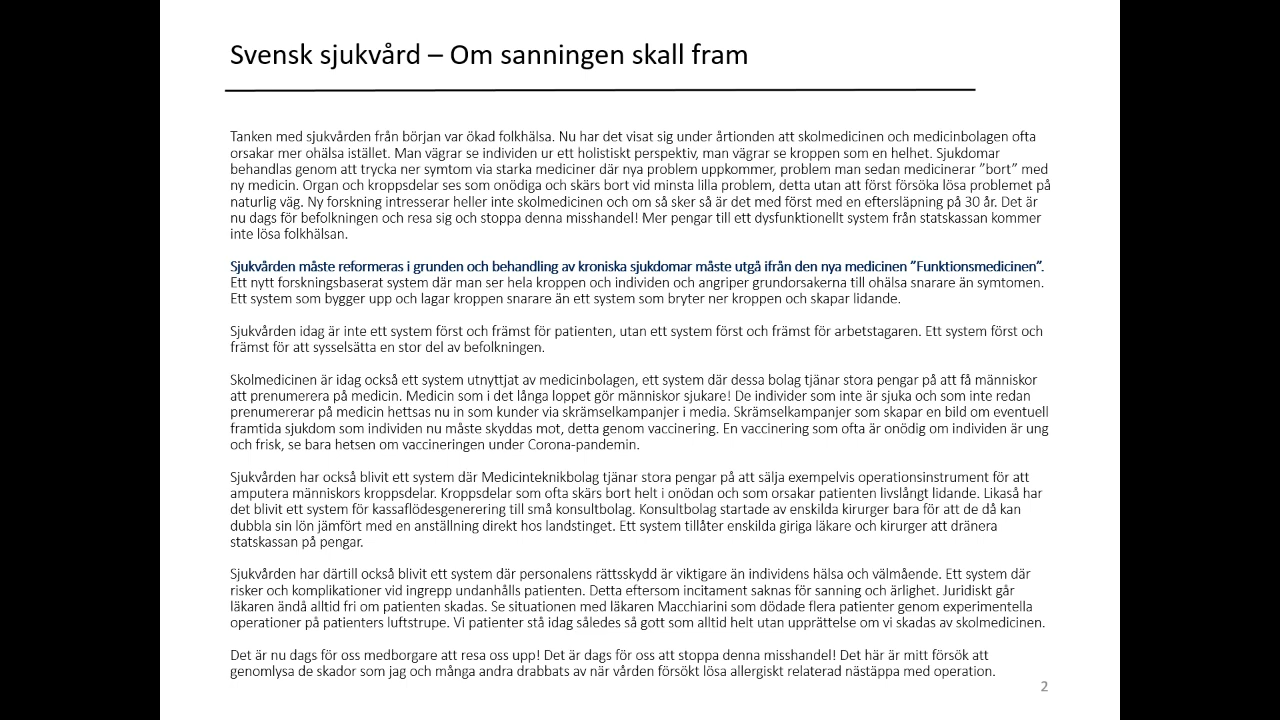 Svensk sjukvård – Om sanningen skall fram
Tanken med sjukvården från början var ökad folkhälsa. Nu har det visat sig under årtionden att skolmedicinen och medicinbolagen ofta
orsakar mer ohälsa istället. Man vägrar se individen ur ett holistiskt perspektiv, man vägrar se kroppen som en helhet. Sjukdomar
behandlas genom att trycka ner symtom via starka mediciner där nya problem uppkommer, problem man sedan medicinerar ”bort” med
ny medicin. Organ och kroppsdelar ses som onödiga och skärs bort vid minsta lilla problem, detta utan att först försöka lösa problemet på
naturlig väg. Ny forskning intresserar heller inte skolmedicinen och om så sker så är det med först med en eftersläpning på 30 år. Det är
nu dags för befolkningen och resa sig och stoppa denna misshandel! Mer pengar till ett dysfunktionellt system från statskassan kommer
inte lösa folkhälsan.
Sjukvården måste reformeras i grunden och behandling av kroniska sjukdomar måste utgå ifrån den nya medicinen ”Funktionsmedicinen”.
Ett nytt forskningsbaserat system där man ser hela kroppen och individen och angriper grundorsakerna till ohälsa snarare än symtomen.
Ett system som bygger upp och lagar kroppen snarare än ett system som bryter ner kroppen och skapar lidande.
Sjukvården idag är inte ett system först och främst för patienten, utan ett system först och främst för arbetstagaren. Ett system först och
främst för att sysselsätta en stor del av befolkningen.
Skolmedicinen är idag också ett system utnyttjat av medicinbolagen, ett system där dessa bolag tjänar stora pengar på att få människor
att prenumerera på medicin. Medicin som i det långa loppet gör människor sjukare! De individer som inte är sjuka och som inte redan
prenumererar på medicin hettsas nu in som kunder via skrämselkampanjer i media. Skrämselkampanjer som skapar en bild om eventuell
framtida sjukdom som individen nu måste skyddas mot, detta genom vaccinering. En vaccinering som ofta är onödig om individen är ung
och frisk, se bara hetsen om vaccineringen under Corona-pandemin.
Sjukvården har också blivit ett system där Medicinteknikbolag tjänar stora pengar på att sälja exempelvis operationsinstrument för att
amputera människors kroppsdelar. Kroppsdelar som ofta skärs bort helt i onödan och som orsakar patienten livslångt lidande. Likaså har
det blivit ett system för kassaflödesgenerering till små konsultbolag. Konsultbolag startade av enskilda kirurger bara för att de då kan
dubbla sin lön jämfört med en anställning direkt hos landstinget. Ett system tillåter enskilda giriga läkare och kirurger att dränera
statskassan på pengar.
Sjukvården har därtill också blivit ett system där personalens rättsskydd är viktigare än individens hälsa och välmående. Ett system där
risker och komplikationer vid ingrepp undanhålls patienten. Detta eftersom incitament saknas för sanning och ärlighet. Juridiskt går
läkaren ändå alltid fri om patienten skadas. Se situationen med läkaren Macchiarini som dödade flera patienter genom experimentella
operationer på patienters luftstrupe. Vi patienter stå idag således så gott som alltid helt utan upprättelse om vi skadas av skolmedicinen.
Det är nu dags för oss medborgare att resa oss upp! Det är dags för oss att stoppa denna misshandel! Det här är mitt försök att
genomlysa de skador som jag och många andra drabbats av när vården försökt lösa allergiskt relaterad nästäppa med operation.
2